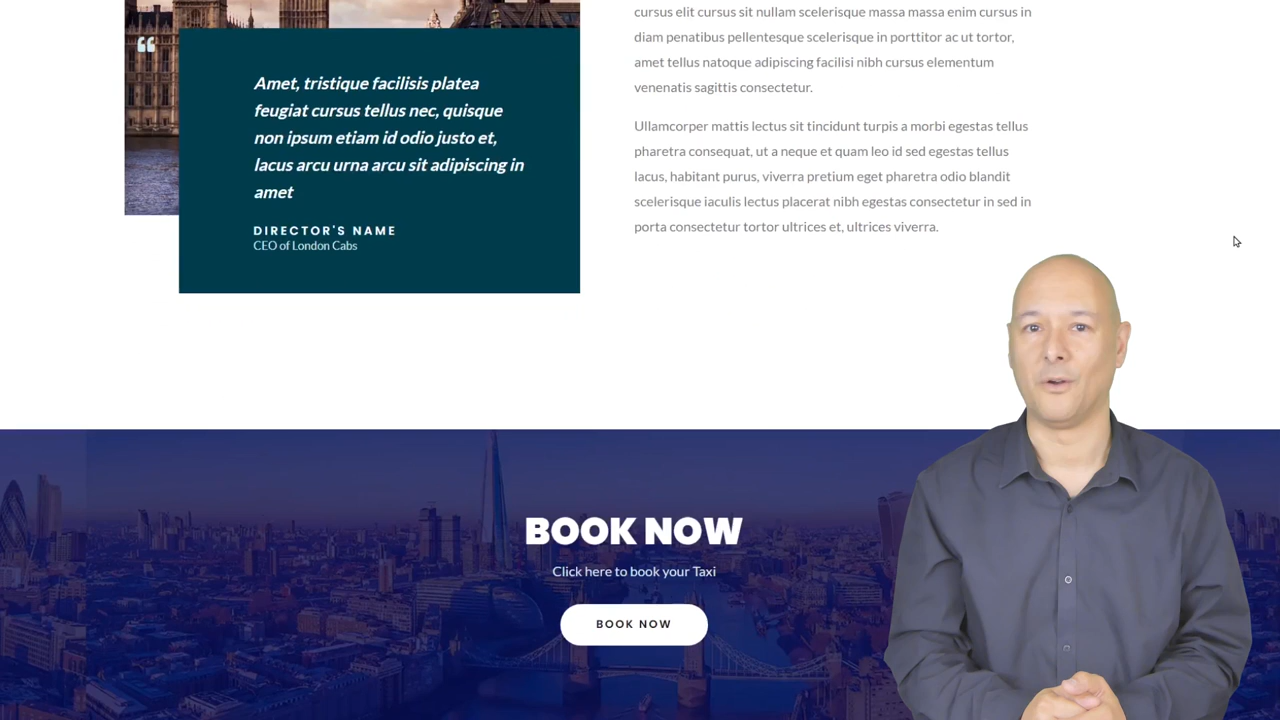 “
Amet, tristique facilisis platea
feugiat cursus tellus nec, quisque
non ipsum etiam id odio justo et,
lacus arcu urna arcu sit adipiscing in
amet
DIRECTOR'S NAME
CEO of London Cabs
cursus elit cursus sit nullam scelerisque massa massa enim cursus in
diam penatibus pellentesque scelerisque in porttitor ac ut tortor,
amet tellus natoque adipiscing facilisi nibh cursus elementum
venenatis sagittis consectetur.
Ullamcorper mattis lectus sit tincidunt turpis a morbi egestas tellus
pharetra consequat, ut a neque et quam leo id sed egestas tellus
lacus, habitant purus, viverra pretium eget pharetra odio blandit
scelerisque iaculis lectus placerat nibh egestas consectetur in sed in
porta consectetur tortor ultrices et, ultrices viverra.
BOOK NOW
Click here to book your Taxi
BOOK NOW